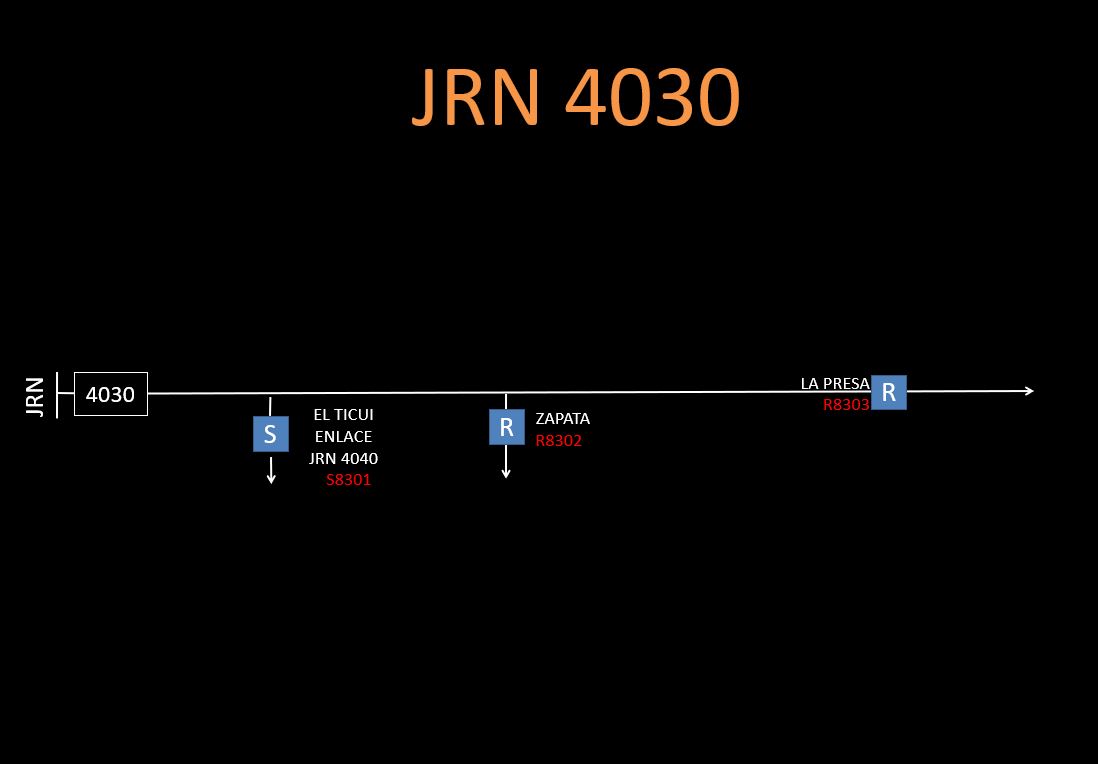 JRN 4030
JRN
4030
S
EL TICUI
ENLACE
JRN 4040
S8301
R
ZAPATA
R8302
LA PRESA
R8303
R